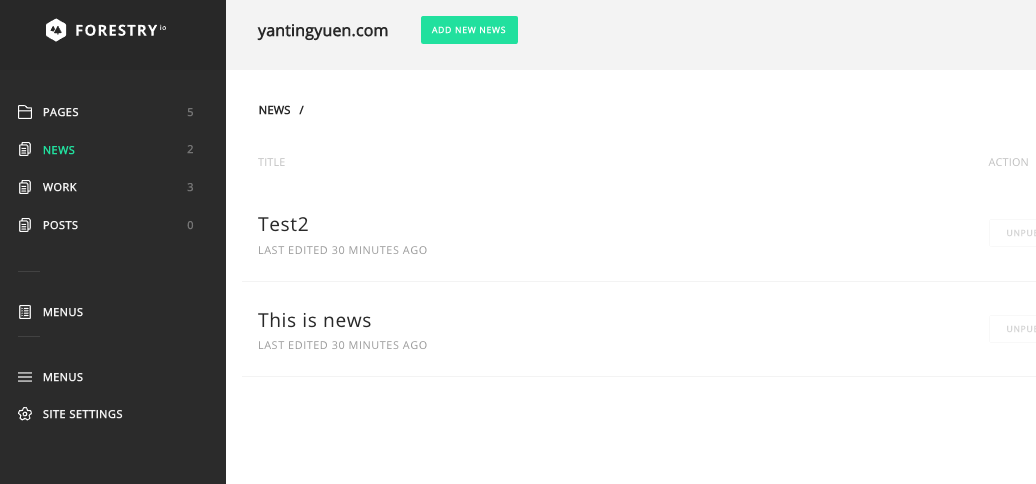 FORESTRY io
yantingyuen.com
ADD NEW NEWS
PAGES 5
NEWS 2
WORK 3
POSTS 0
MENUS
MENUS
SITE SETTINGS
NEWS /
TITLE ACTION
Test2
LAST EDITED 30 MINUTES AGO
UNPU
This is news
LAST EDITED 30 MINUTES AGO
UNPU